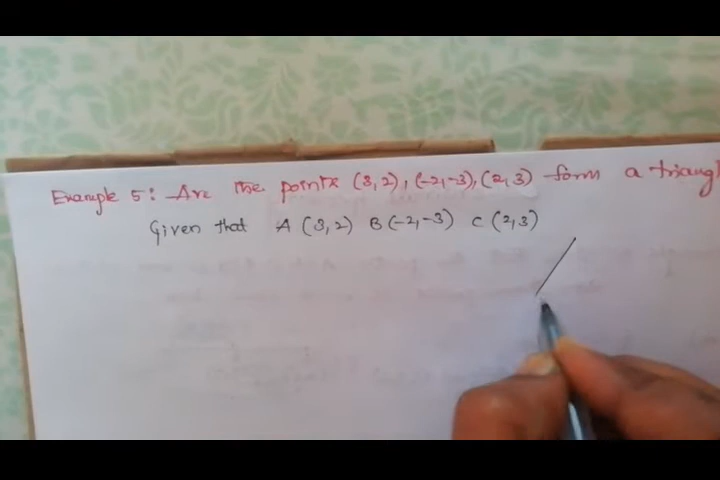 Example 5: Are the points (3,2), (-2,-3), (2,3) form a triang
Given that A (3,2) B (-2,-3) C (2,3)